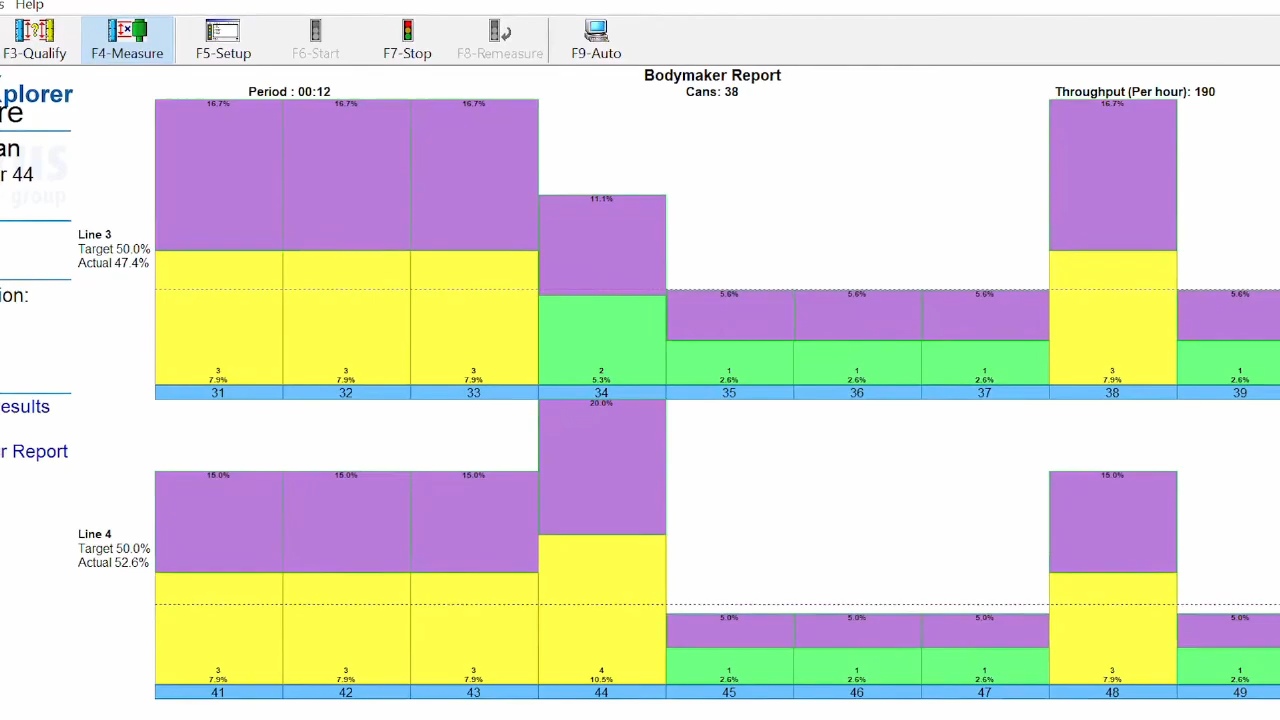 s Help
F3-Qualify F4-Measure F5-Setup F6-Start F7-Stop F8-Remeasure F9-Auto
Bodymaker Report
Period : 00:12 Cans: 38 Throughput (Per hour): 190
plorer
re
an
r 44
group
ion:
esults
r Report
16.7% 16.7% 16.7% 11.1% 5.6% 5.6% 5.6% 16.7% 5.6%
Line 3
Target 50.0%
Actual 47.4%
3 3 3 2 1 1 1 3 1
7.9% 7.9% 7.9% 5.3% 2.6% 2.6% 2.6% 7.9% 2.6%
31 32 33 34 35 36 37 38 39
15.0% 15.0% 15.0% 20.0% 5.0% 5.0% 5.0% 15.0% 5.0%
Line 4
Target 50.0%
Actual 52.6%
3 3 3 4 1 1 1 3 1
7.9% 7.9% 7.9% 10.5% 2.6% 2.6% 2.6% 7.9% 2.6%
41 42 43 44 45 46 47 48 49